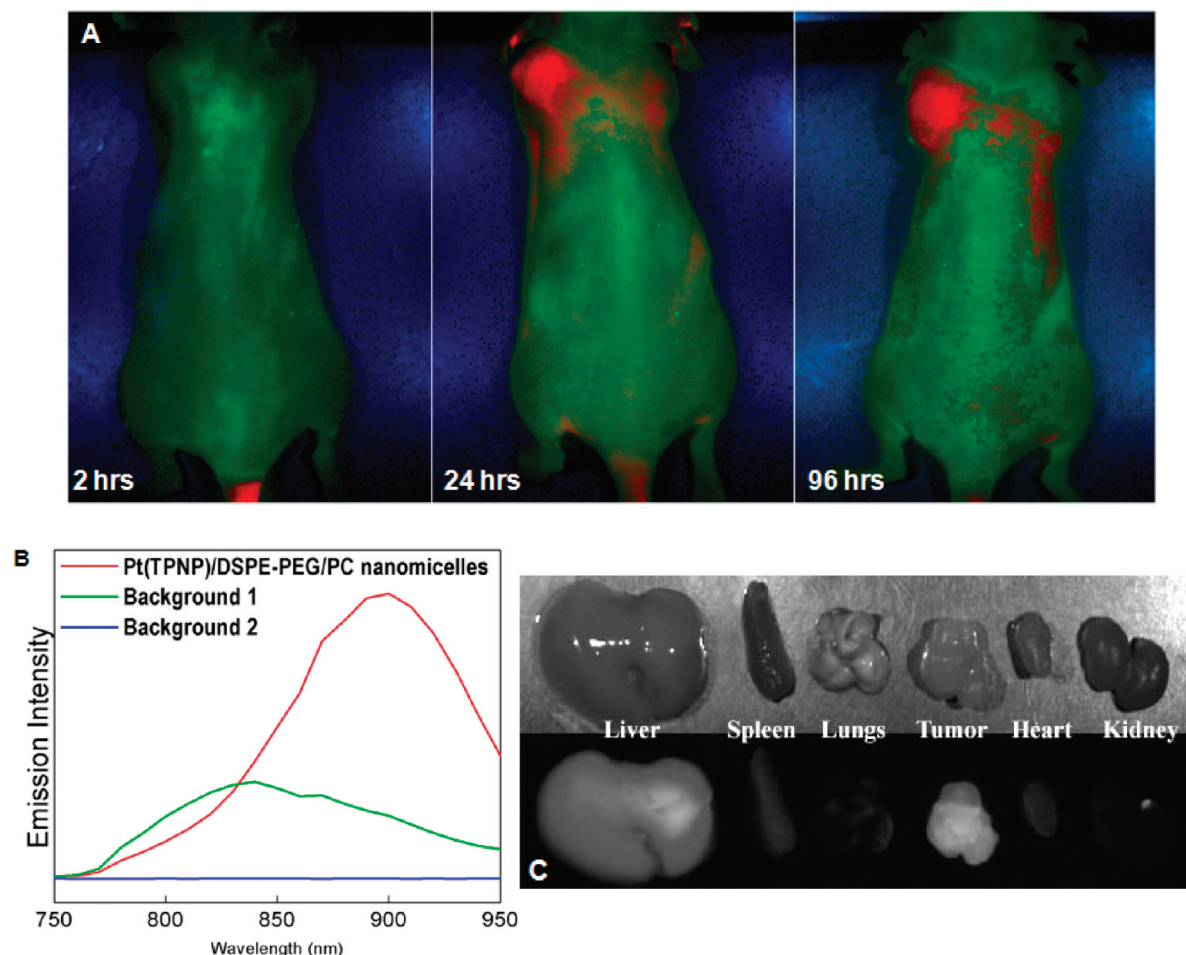 A
2 hrs
24 hrs
96 hrs
B
Pt(TPNP)/DSPE-PEG/PC nanomicelles
Background 1
Background 2
Emission Intensity
750
800
850
900
950
Wavelength (nm)
Liver
Spleen
Lungs
Tumor
Heart
Kidney
C